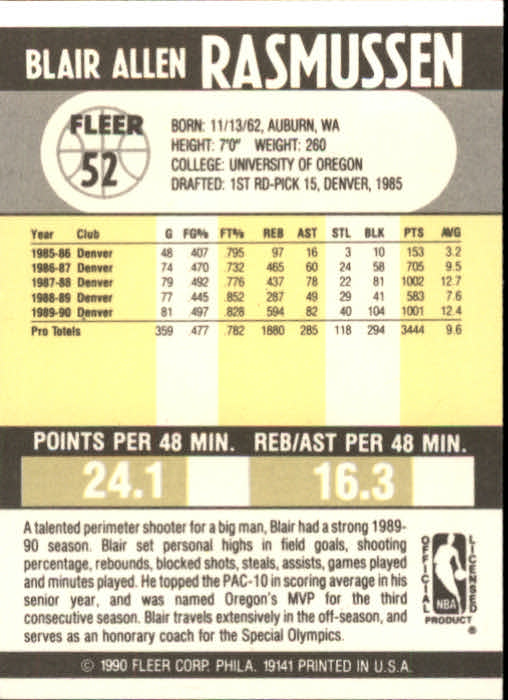 BLAIR ALLEN RASMUSSEN
FLEER
52
BORN: 11/13/62, AUBURN, WA
HEIGHT: 7'0" WEIGHT: 260
COLLEGE: UNIVERSITY OF OREGON
DRAFTED: 1ST RD-PICK 15, DENVER, 1985
Year Club G FG% FT% REB AST STL BLK PTS AVG
1985-86 Denver 48 .407 .795 97 16 3 10 153 3.2
1986-87 Denver 74 .470 .732 465 60 24 58 705 9.5
1987-88 Denver 79 .492 .776 437 78 22 81 1002 12.7
1988-89 Denver 77 .445 .852 287 49 29 41 583 7.6
1989-90 Denver 81 .497 .828 594 82 40 104 1001 12.4
Pro Totals 359 .477 .782 1880 285 118 294 3444 9.6
POINTS PER 48 MIN. REB/AST PER 48 MIN.
24.1 16.3
A talented perimeter shooter for a big man, Blair had a strong 1989-
90 season. Blair set personal highs in field goals, shooting
percentage, rebounds, blocked shots, steals, assists, games played
and minutes played. He topped the PAC-10 in scoring average in his
senior year, and was named Oregon's MVP for the third
consecutive season. Blair travels extensively in the off-season, and
serves as an honorary coach for the Special Olympics.
OFFICIAL
LICENSED
NBA
PRODUCT
®
© 1990 FLEER CORP. PHILA. 19141 PRINTED IN U.S.A.